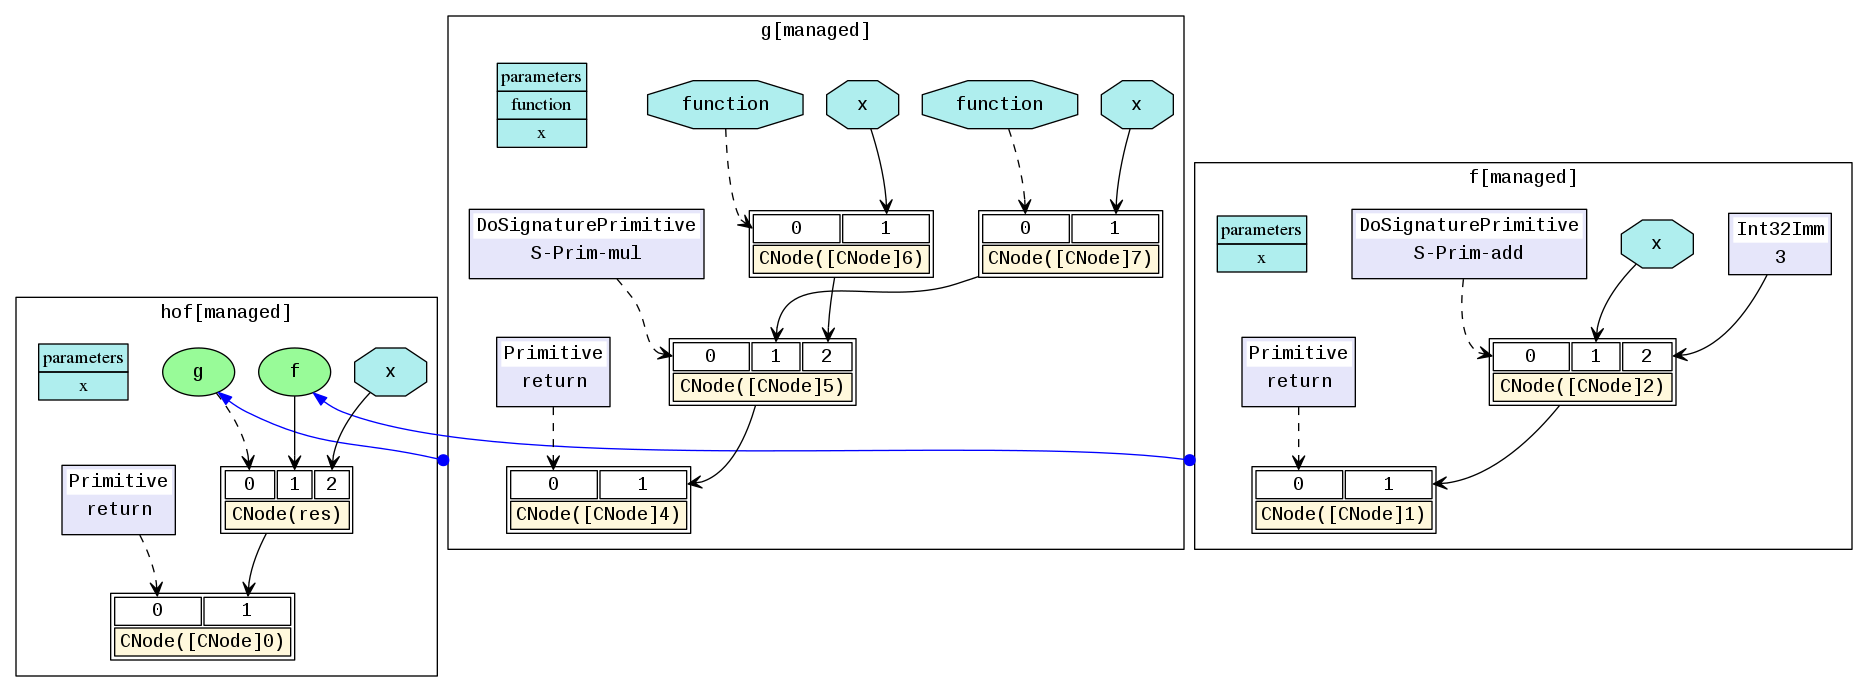 hof[managed]
parameters
x
g
f
x
Primitive
return
0 1 2
CNode(res)
0 1
CNode([CNode]0)
g[managed]
parameters
function
x
function
x
function
x
DoSignaturePrimitive
S-Prim-mul
0 1
CNode([CNode]6)
0 1
CNode([CNode]7)
Primitive
return
0 1 2
CNode([CNode]5)
0 1
CNode([CNode]4)
f[managed]
parameters
x
DoSignaturePrimitive
S-Prim-add
x
Int32Imm
3
Primitive
return
0 1 2
CNode([CNode]2)
0 1
CNode([CNode]1)